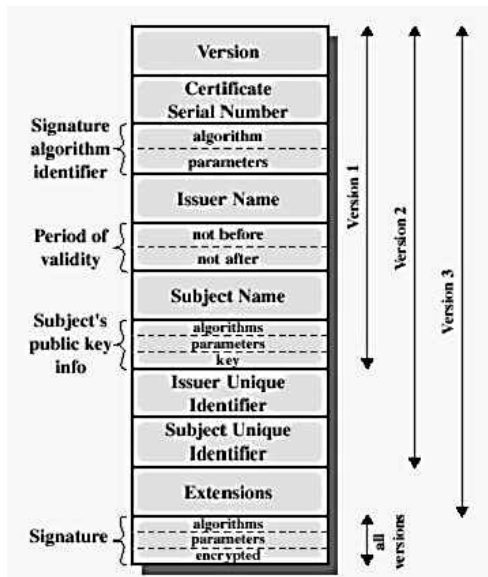 Version
Certificate
Serial Number
Signature
algorithm
identifier
algorithm
parameters
Issuer Name
Period of
validity
not before
not after
Subject Name
Subject's
public key
info
algorithms
parameters
key
Issuer Unique
Identifier
Subject Unique
Identifier
Extensions
Signature
algorithms
parameters
encrypted
Version 1
Version 2
Version 3
all
versions